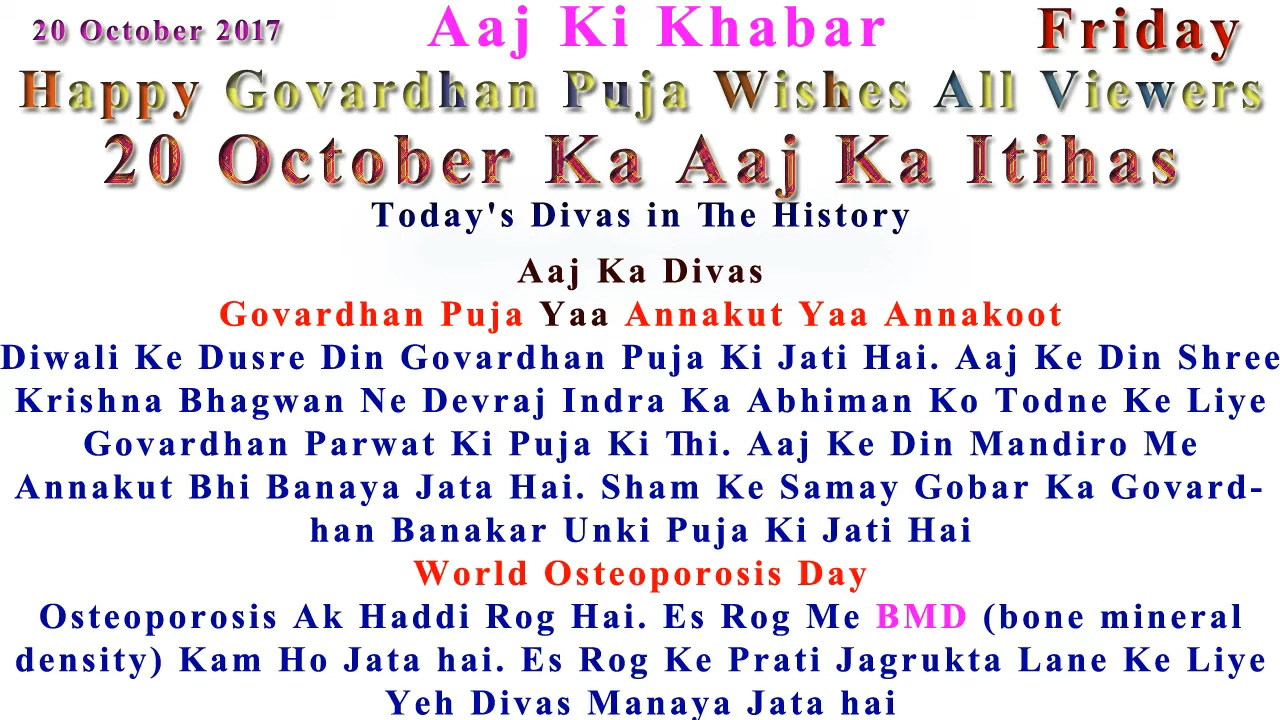 20 October 2017 Aaj Ki Khabar Friday
Happy Govardhan Puja Wishes All Viewers
20 October Ka Aaj Ka Itihas
Today's Divas in The History
Aaj Ka Divas
Govardhan Puja Yaa Annakut Yaa Annakoot
Diwali Ke Dusre Din Govardhan Puja Ki Jati Hai. Aaj Ke Din Shree
Krishna Bhagwan Ne Devraj Indra Ka Abhiman Ko Todne Ke Liye
Govardhan Parwat Ki Puja Ki Thi. Aaj Ke Din Mandiro Me
Annakut Bhi Banaya Jata Hai. Sham Ke Samay Gobar Ka Govard-
han Banakar Unki Puja Ki Jati Hai
World Osteoporosis Day
Osteoporosis Ak Haddi Rog Hai. Es Rog Me BMD (bone mineral
density) Kam Ho Jata hai. Es Rog Ke Prati Jagrukta Lane Ke Liye
Yeh Divas Manaya Jata hai